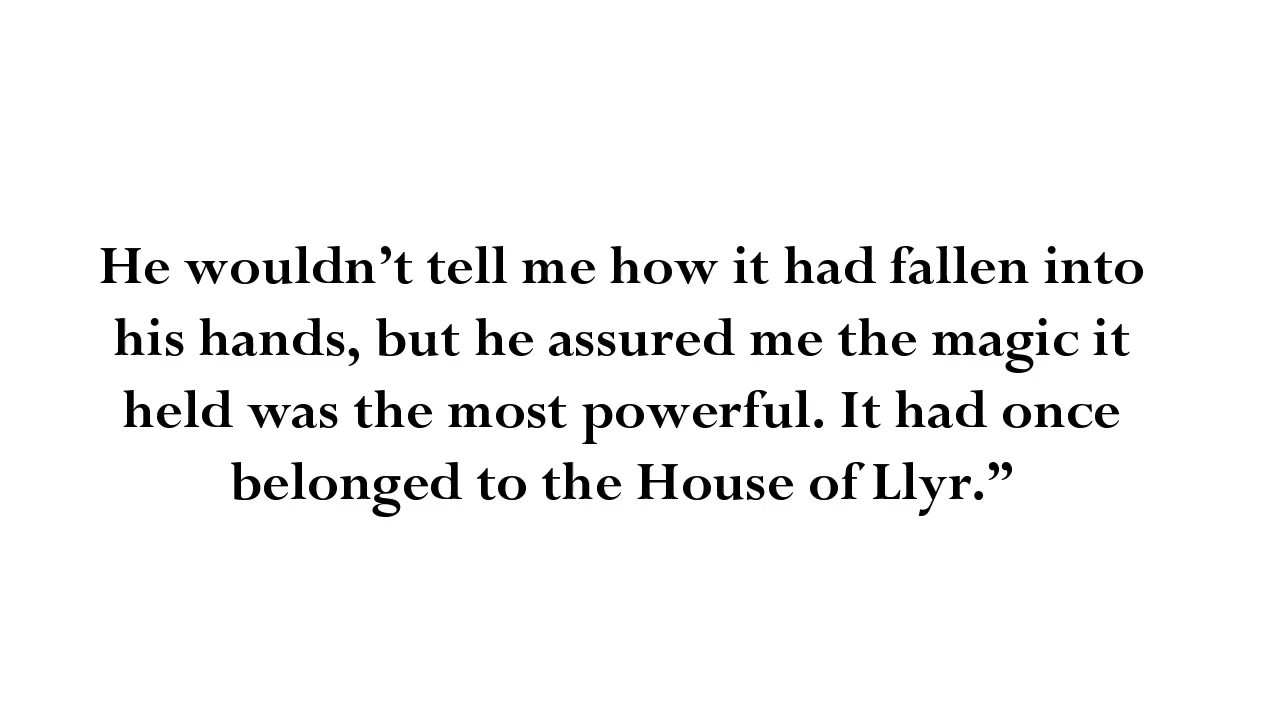 He wouldn’t tell me how it had fallen into
his hands, but he assured me the magic it
held was the most powerful. It had once
belonged to the House of Llyr.”